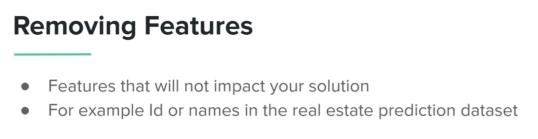 Removing Features
● Features that will not impact your solution
● For example Id or names in the real estate prediction dataset